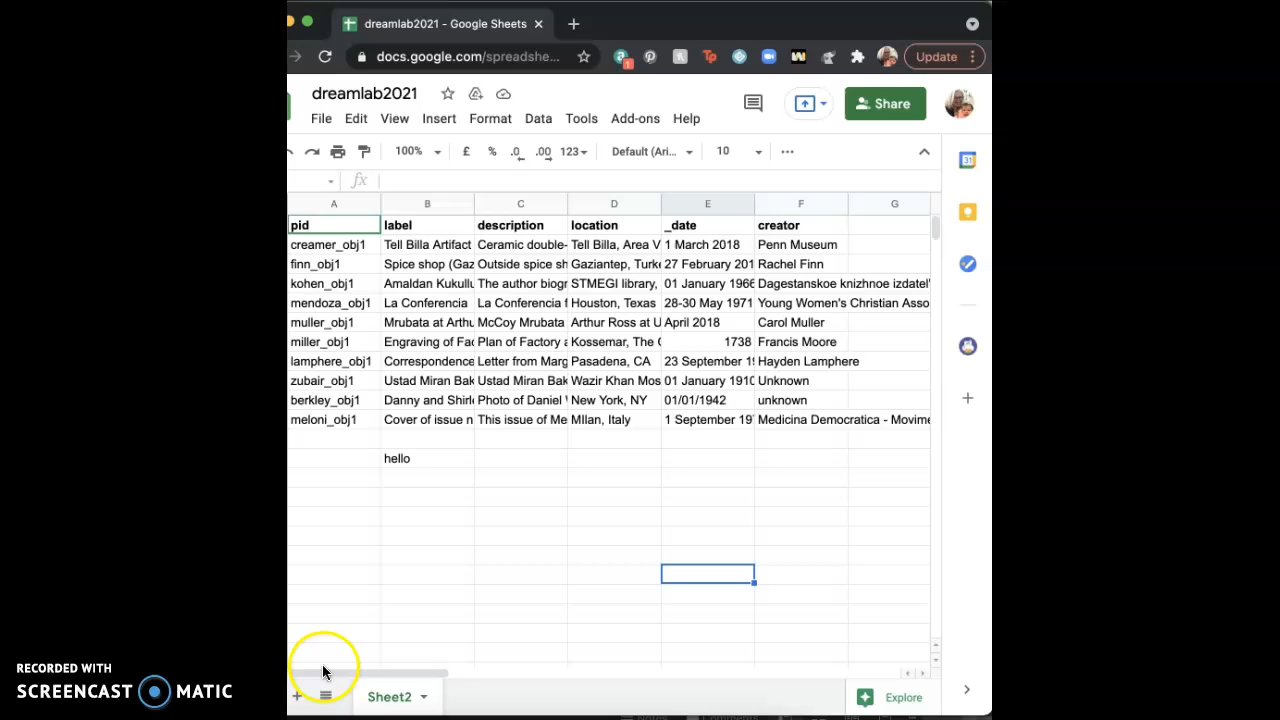 dreamlab2021 - Google Sheets
docs.google.com/spreadshe...
1
Update
dreamlab2021
Share
File Edit View Insert Format Data Tools Add-ons Help
100% £ % .0 .00 123 Default (Ari... 10
fx
A B C D E F G
pid label description location _date creator
creamer_obj1 Tell Billa Artifact Ceramic double- Tell Billa, Area V 1 March 2018 Penn Museum
finn_obj1 Spice shop (Gaz Outside spice sh Gaziantep, Turke 27 February 201 Rachel Finn
kohen_obj1 Amaldan Kukullu The author biogr STMEGI library, 01 January 1966 Dagestanskoe knizhnoe izdatel'
mendoza_obj1 La Conferencia La Conferencia f Houston, Texas 28-30 May 1971 Young Women's Christian Asso
muller_obj1 Mrubata at Arthu McCoy Mrubata Arthur Ross at U April 2018 Carol Muller
miller_obj1 Engraving of Fac Plan of Factory a Kossemar, The G 1738 Francis Moore
lamphere_obj1 Correspondence Letter from Marg Pasadena, CA 23 September 19 Hayden Lamphere
zubair_obj1 Ustad Miran Bak Ustad Miran Bak Wazir Khan Mos 01 January 1910 Unknown
berkley_obj1 Danny and Shirl Photo of Daniel New York, NY 01/01/1942 unknown
meloni_obj1 Cover of issue n This issue of Me MIlan, Italy 1 September 197 Medicina Democratica - Movime
hello
Sheet2
Explore
RECORDED WITH
SCREENCAST MATIC